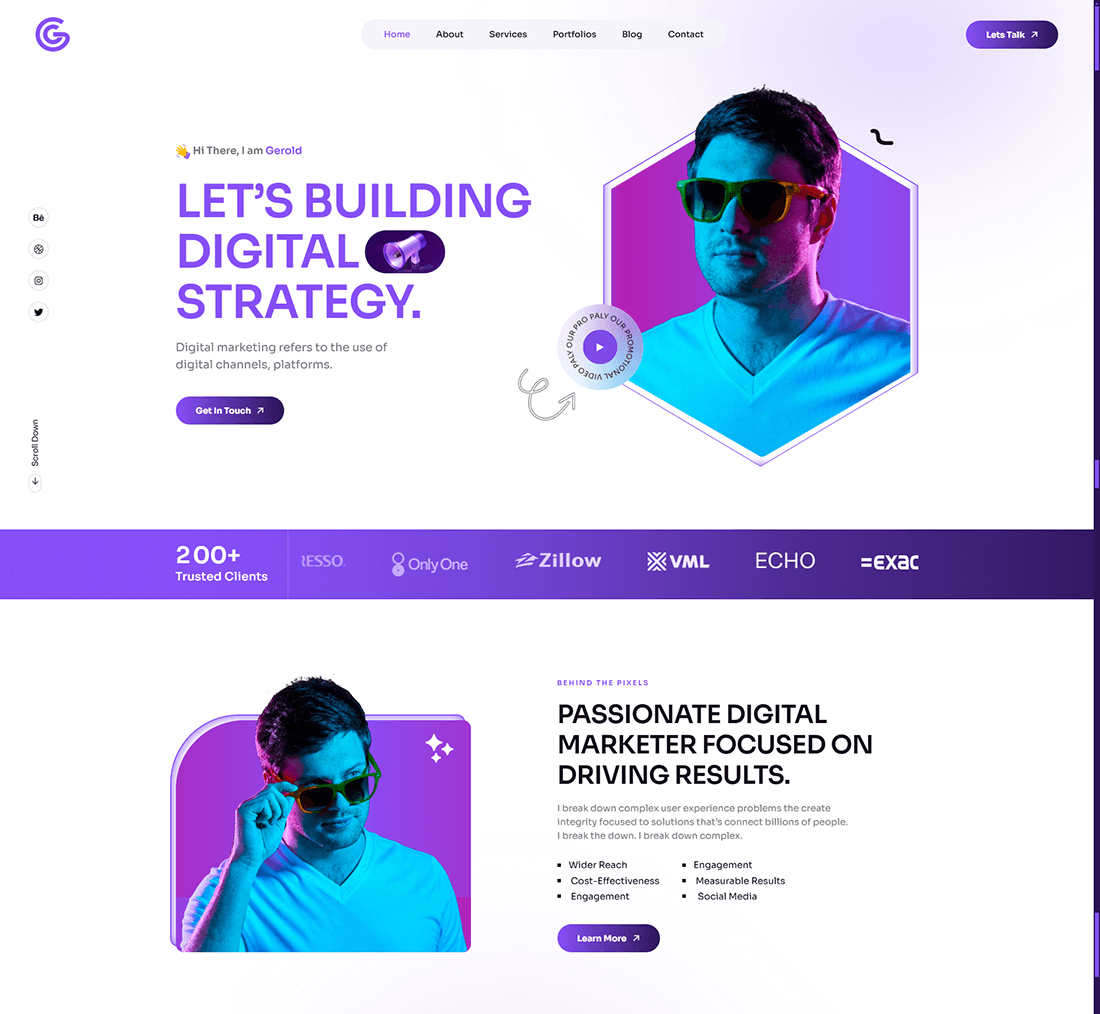 Home About Services Portfolios Blog Contact
Lets Talk
👋 Hi There, I am Gerold
LET’S BUILDING
DIGITAL
STRATEGY.
Digital marketing refers to the use of
digital channels, platforms.
Get In Touch
Bē
Scroll Down
PALY OUR PROMOTIONAL VIDEO PALY OUR PRO
200+
Trusted Clients
RESSO.
OnlyOne
Zillow
VML
ECHO
=EXAC
BEHIND THE PIXELS
PASSIONATE DIGITAL
MARKETER FOCUSED ON
DRIVING RESULTS.
I break down complex user experience problems the create
integrity focused to solutions that’s connect billions of people.
I break the down. I break down complex.
Wider Reach
Cost-Effectiveness
Engagement
Engagement
Measurable Results
Social Media
Learn More